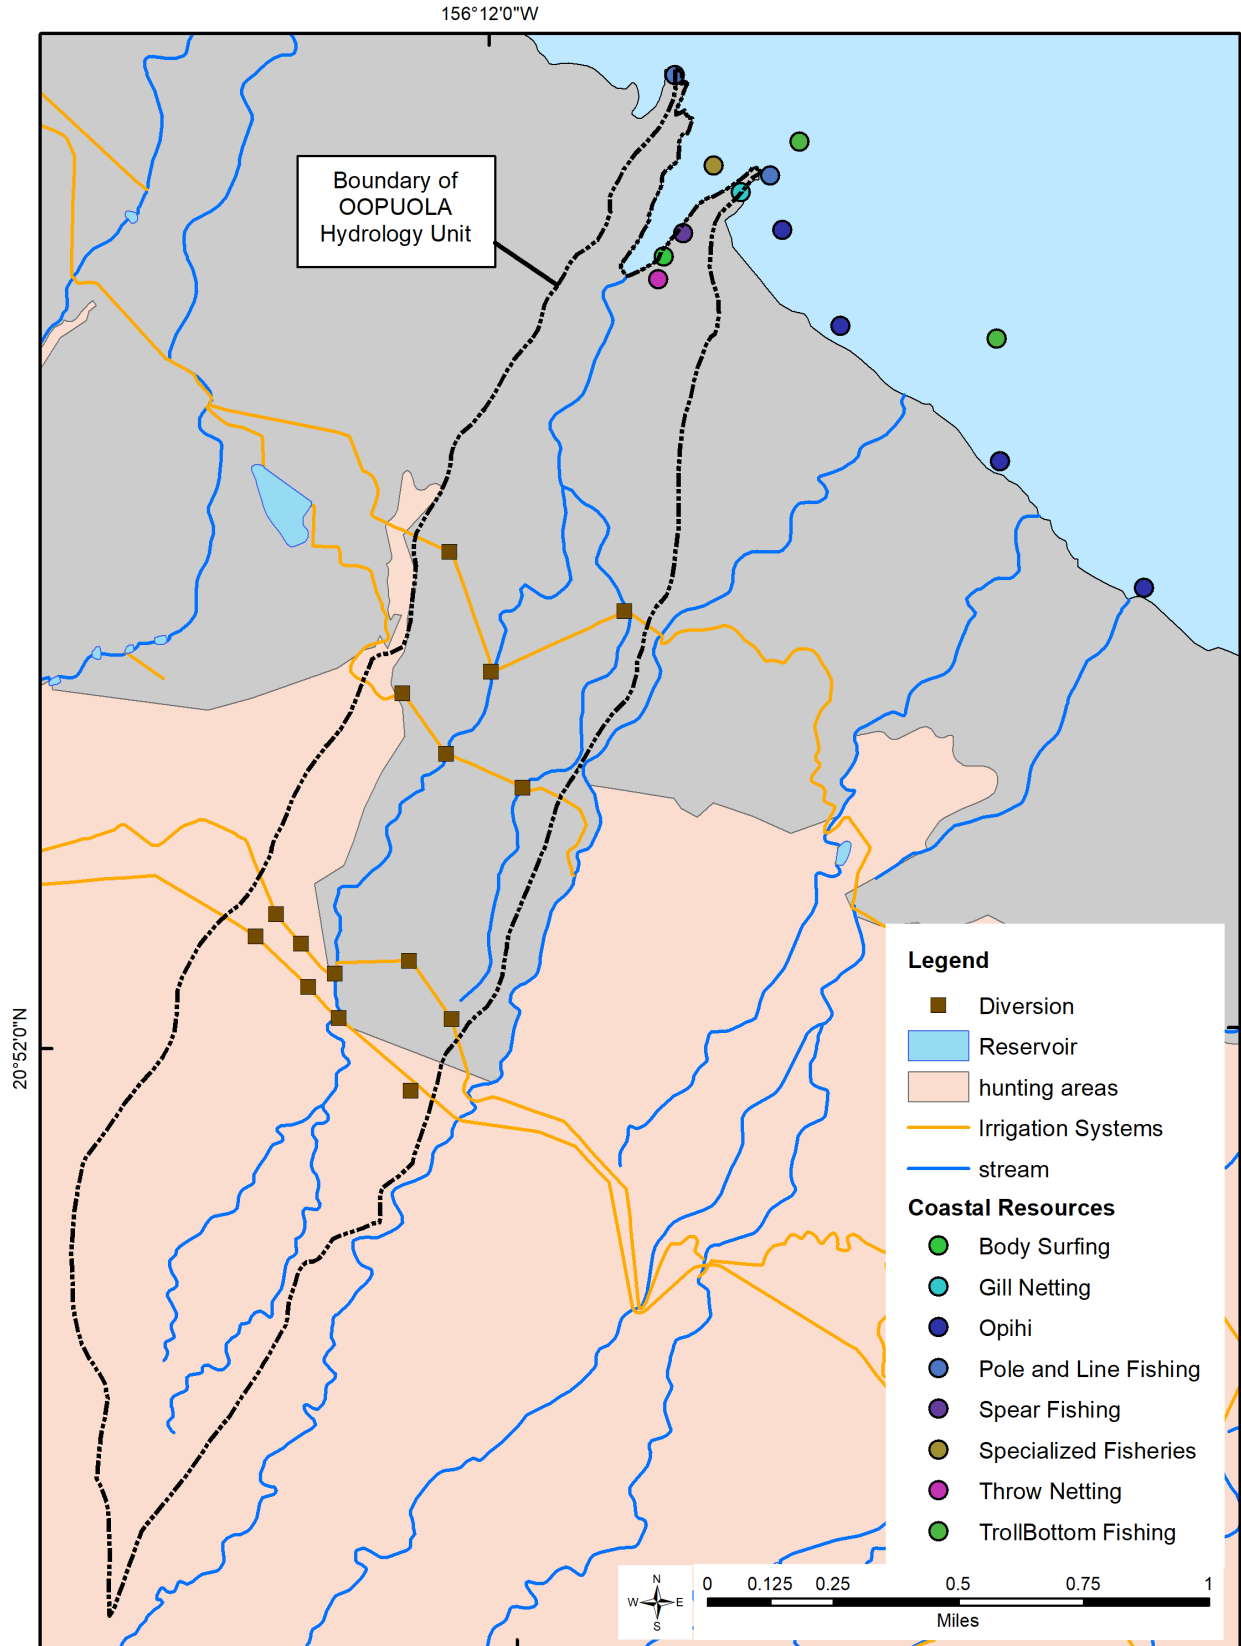 156°12'0"W
Boundary of
OOPUOLA
Hydrology Unit
20°52'0"N
Legend
Diversion
Reservoir
hunting areas
Irrigation Systems
stream
Coastal Resources
Body Surfing
Gill Netting
Opihi
Pole and Line Fishing
Spear Fishing
Specialized Fisheries
Throw Netting
TrollBottom Fishing
N
W E
S
0 0.125 0.25 0.5 0.75 1
Miles